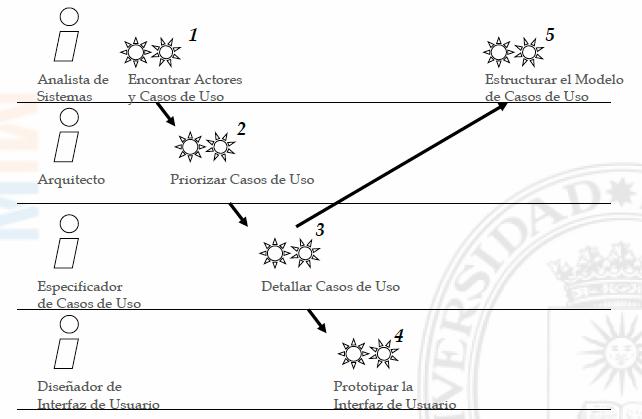 1
5
Analista de
Sistemas
Encontrar Actores
y Casos de Uso
Estructurar el Modelo
de Casos de Uso
2
Arquitecto
Priorizar Casos de Uso
3
Especificador
de Casos de Uso
Detallar Casos de Uso
4
Diseñador de
Interfaz de Usuario
Prototipar la
Interfaz de Usuario
VERSIDAD
MIM